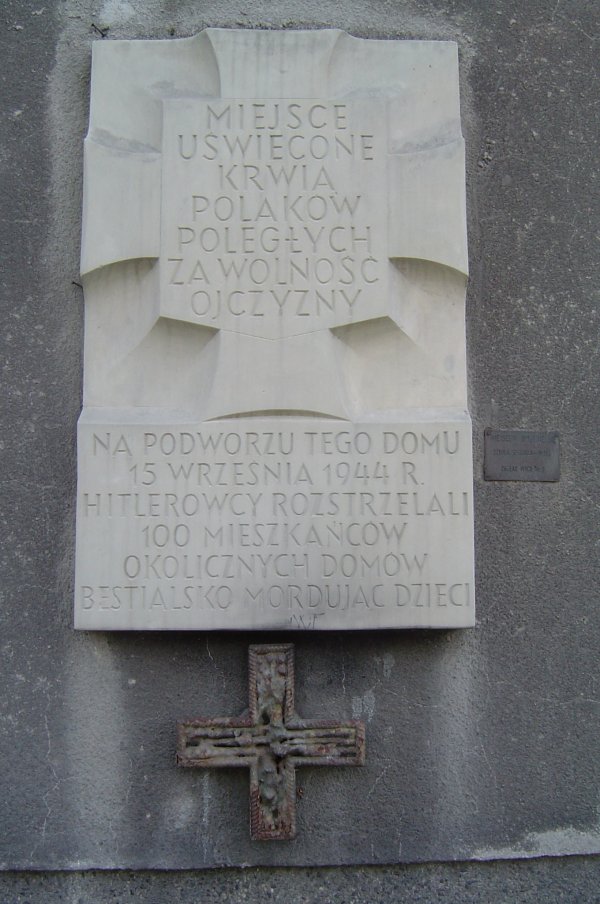 MIEJSCE
UŚWIĘCONE
KRWIĄ
POLAKÓW
POLEGŁYCH
ZA WOLNOŚĆ
OJCZYZNY
NA PODWORZU TEGO DOMU
15 WRZEŚNIA 1944 R.
HITLEROWCY ROZSTRZELALI
100 MIESZKAŃCÓW
OKOLICZNYCH DOMÓW
BESTIALSKO MORDUJĄC DZIECI